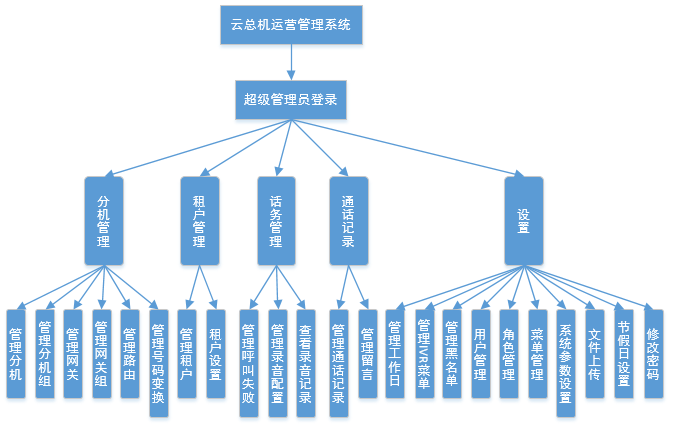 云总机运营管理系统
超级管理员登录
分机管理
租户管理
话务管理
通话记录
设置
管理分机
管理分机组
管理网关
管理网关组
管理路由
管理号码变换
管理租户
租户设置
管理呼叫失败
管理录音配置
查看录音记录
管理通话记录
管理留言
管理工作日
管理IVR菜单
管理黑名单
用户管理
角色管理
菜单管理
系统参数设置
文件上传
节假日设置
修改密码